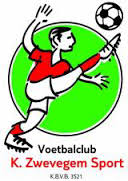 Voetbalclub
K. Zwevegem Sport
K.B.V.B. 3521